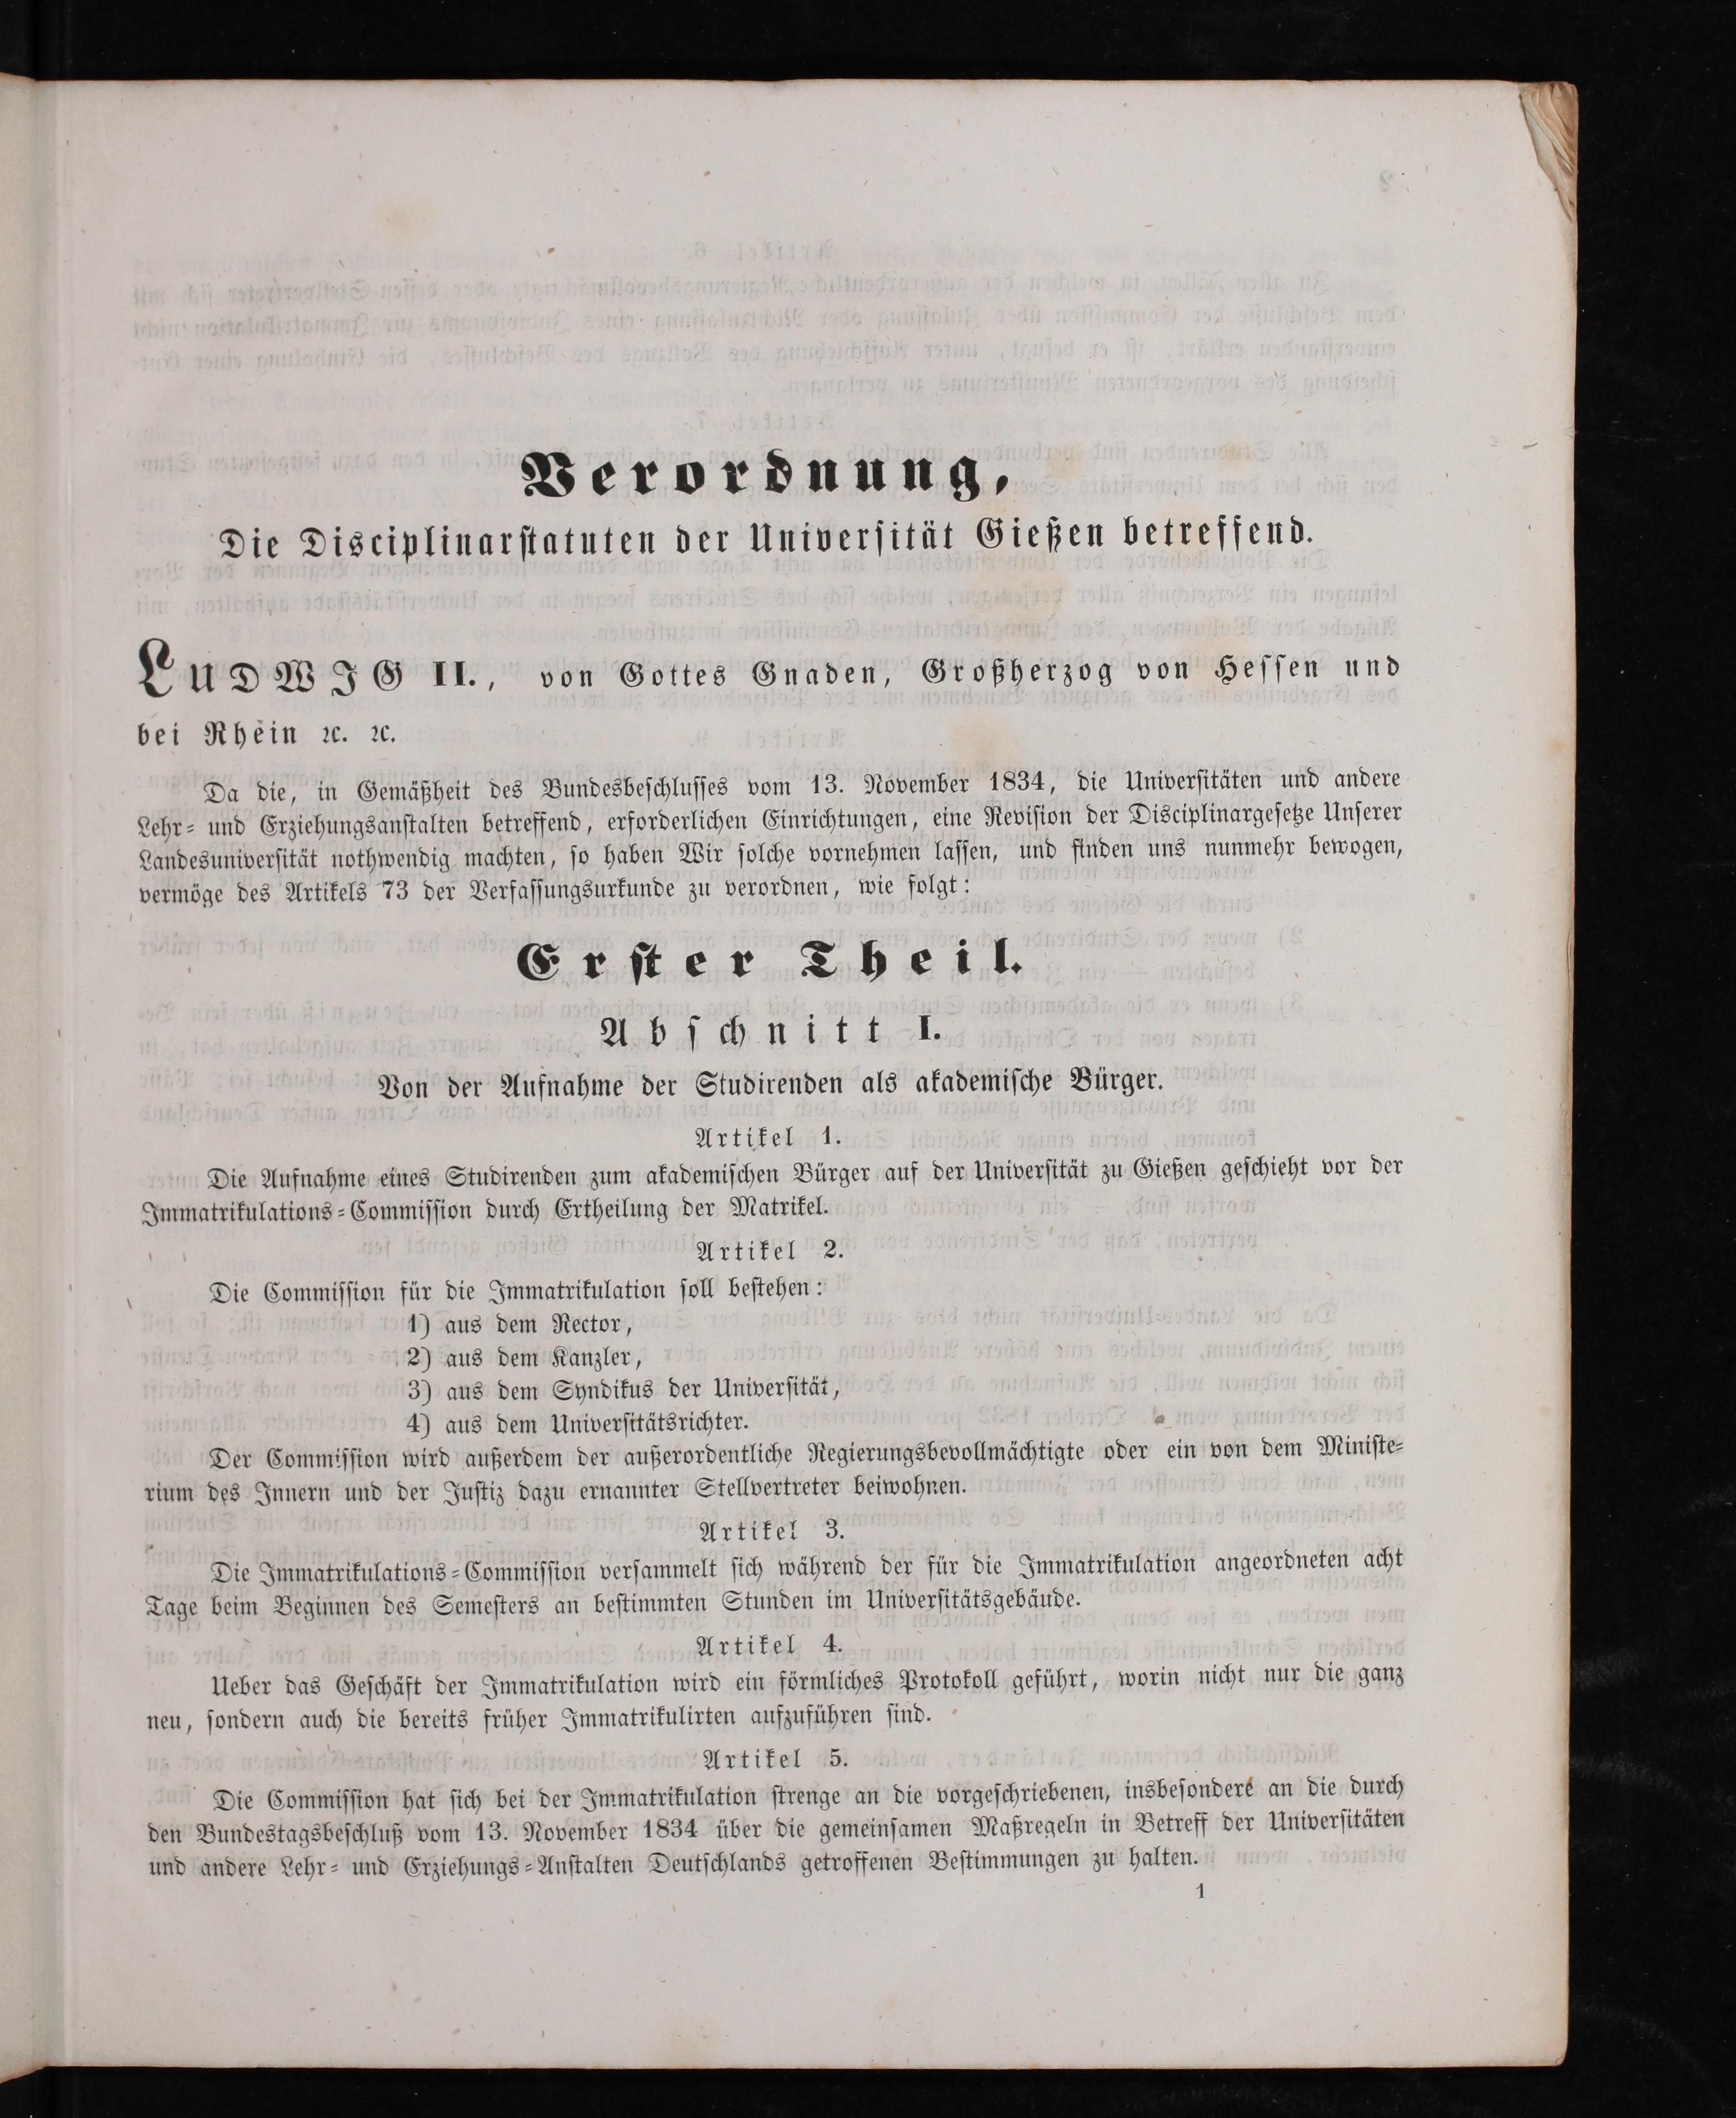 Verordnung,
Die Disciplinarstatuten der Universität Gießen betreffend.
LUDWIG II., von Gottes Gnaden, Großherzog von Hessen und
bei Rhein ꝛc. ꝛc.
Da die, in Gemäßheit des Bundesbeschlusses vom 13. November 1834, die Universitäten und andere
Lehr- und Erziehungsanstalten betreffend, erforderlichen Einrichtungen, eine Revision der Disciplinargesetze Unserer
Landesuniversität nothwendig machten, so haben Wir solche vornehmen lassen, und finden uns nunmehr bewogen,
vermöge des Artikels 73 der Verfassungsurkunde zu verordnen, wie folgt:
Erster Theil.
Abschnitt I.
Von der Aufnahme der Studirenden als akademische Bürger.
Artikel 1.
Die Aufnahme eines Studirenden zum akademischen Bürger auf der Universität zu Gießen geschieht vor der
Immatrikulations-Commission durch Ertheilung der Matrikel.
Artikel 2.
Die Commission für die Immatrikulation soll bestehen:
1) aus dem Rector,
2) aus dem Kanzler,
3) aus dem Syndikus der Universität,
4) aus dem Universitätsrichter.
Der Commission wird außerdem der außerordentliche Regierungsbevollmächtigte oder ein von dem Ministe-
rium des Innern und der Justiz dazu ernannter Stellvertreter beiwohnen.
Artikel 3.
Die Immatrikulations-Commission versammelt sich während der für die Immatrikulation angeordneten acht
Tage beim Beginnen des Semesters an bestimmten Stunden im Universitätsgebäude.
Artikel 4.
Ueber das Geschäft der Immatrikulation wird ein förmliches Protokoll geführt, worin nicht nur die ganz
neu, sondern auch die bereits früher Immatrikulirten aufzuführen sind.
Artikel 5.
Die Commission hat sich bei der Immatrikulation strenge an die vorgeschriebenen, insbesondere an die durch
den Bundestagsbeschluß vom 13. November 1834 über die gemeinsamen Maßregeln in Betreff der Universitäten
und andere Lehr- und Erziehungs-Anstalten Deutschlands getroffenen Bestimmungen zu halten.
1